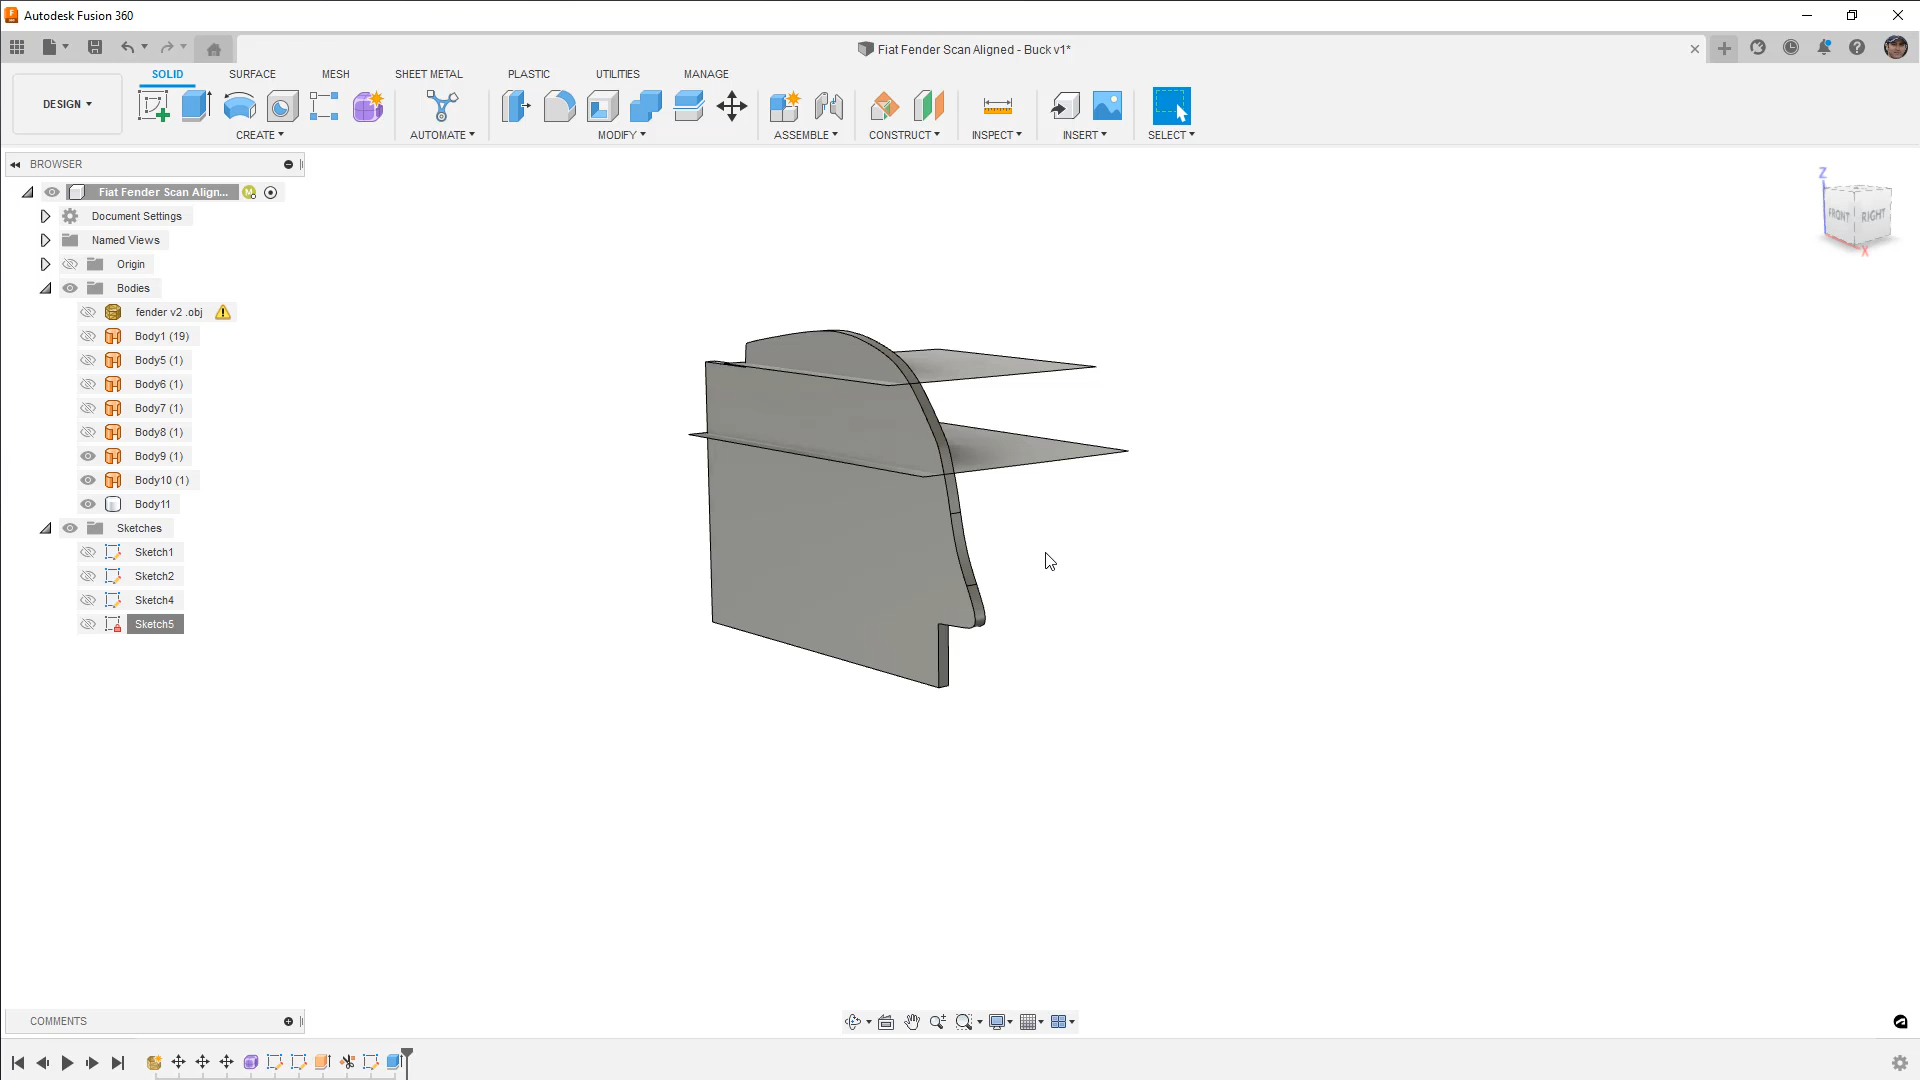 Autodesk Fusion 360
Fiat Fender Scan Aligned - Buck v1*
DESIGN
SOLID
SURFACE
MESH
SHEET METAL
PLASTIC
UTILITIES
MANAGE
CREATE
AUTOMATE
MODIFY
ASSEMBLE
CONSTRUCT
INSPECT
INSERT
SELECT
BROWSER
Fiat Fender Scan Align...
M
Document Settings
Named Views
Origin
Bodies
fender v2 .obj
Body1 (19)
Body5 (1)
Body6 (1)
Body7 (1)
Body8 (1)
Body9 (1)
Body10 (1)
Body11
Sketches
Sketch1
Sketch2
Sketch4
Sketch5
Z
FRONT
RIGHT
X
COMMENTS